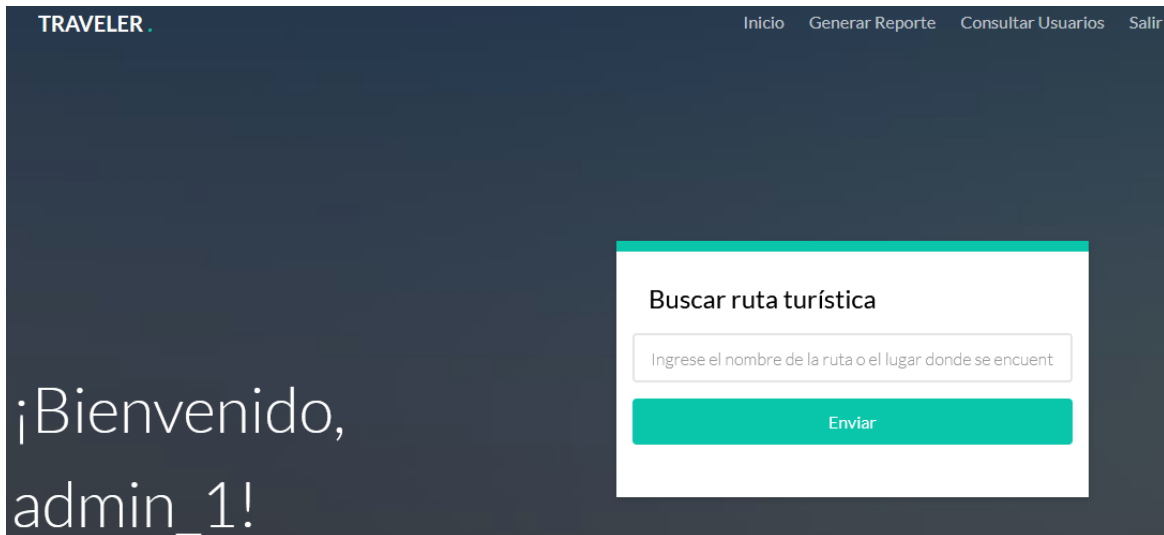 TRAVELER.
Inicio Generar Reporte Consultar Usuarios Salir
Buscar ruta turística
Ingrese el nombre de la ruta o el lugar donde se encuent
Enviar
¡Bienvenido,
admin_1!